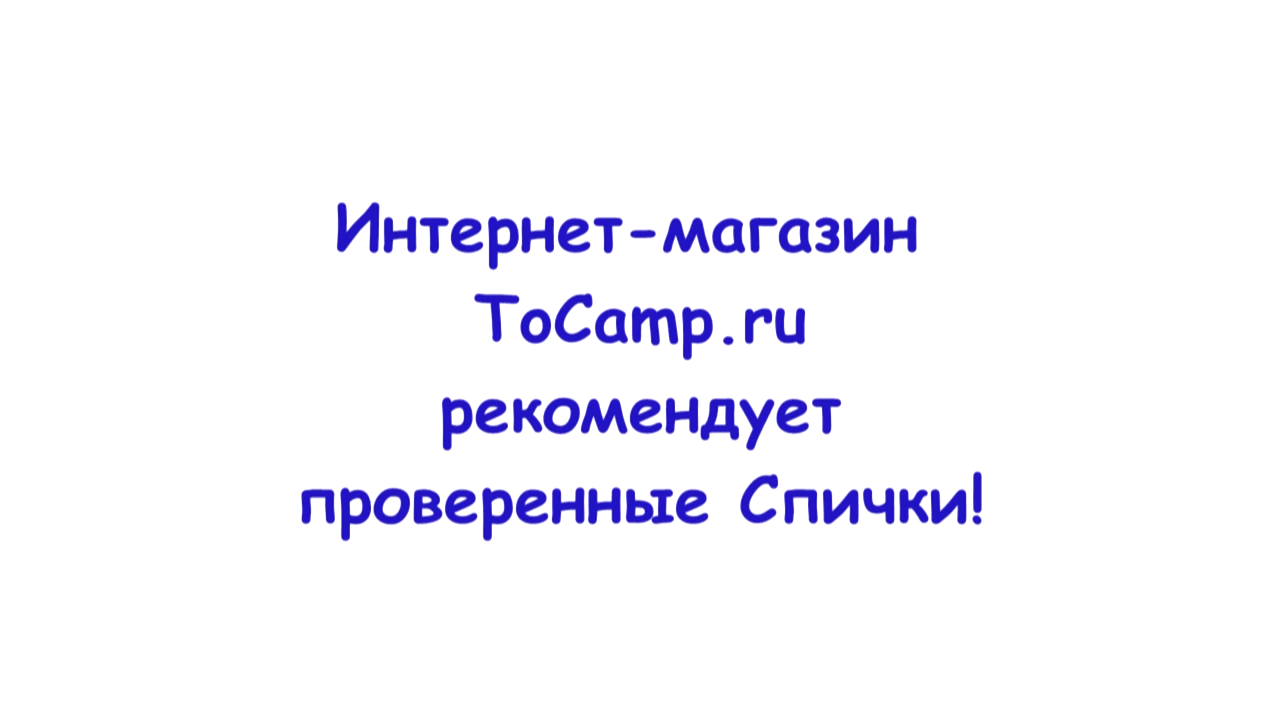 Интернет-магазин
ToCamp.ru
рекомендует
проверенные Спички!